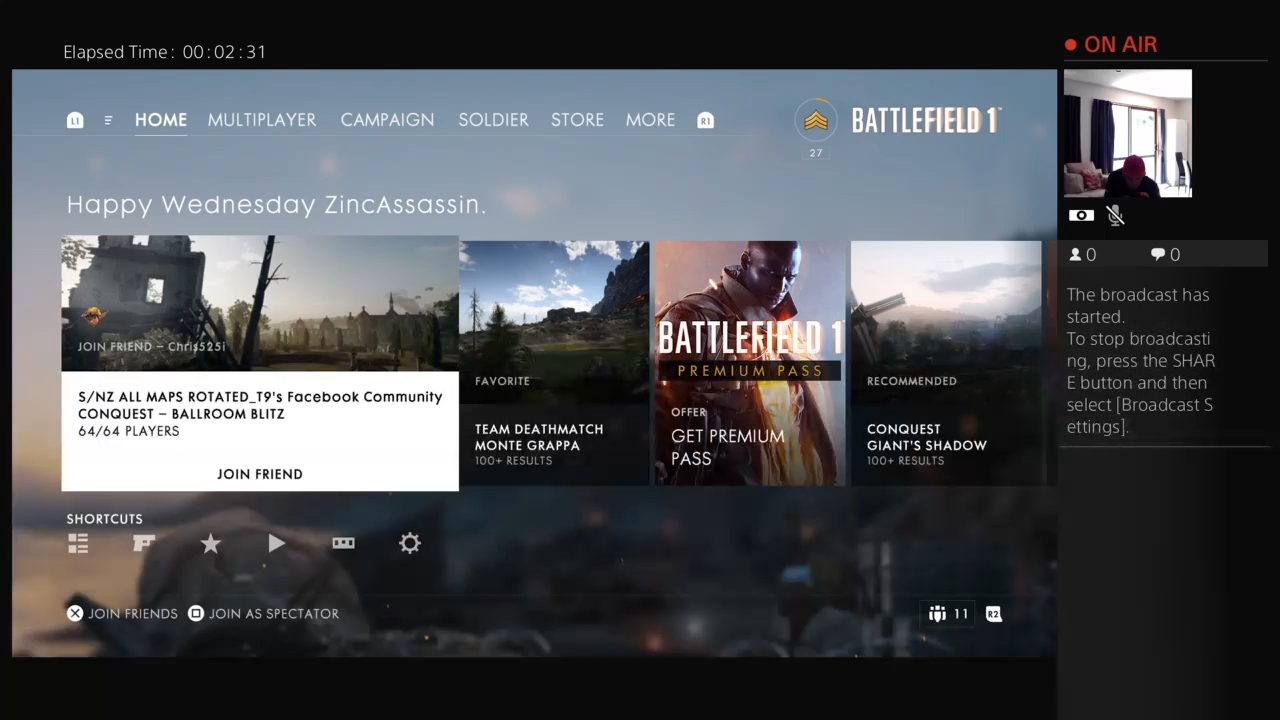 Elapsed Time: 00:02:31
ON AIR
L1
HOME
MULTIPLAYER
CAMPAIGN
SOLDIER
STORE
MORE
R1
27
BATTLEFIELD 1
Happy Wednesday ZincAssassin.
JOIN FRIEND – Chris525i
S/NZ ALL MAPS ROTATED_T9's Facebook Community
CONQUEST – BALLROOM BLITZ
64/64 PLAYERS
JOIN FRIEND
FAVORITE
TEAM DEATHMATCH
MONTE GRAPPA
100+ RESULTS
BATTLEFIELD 1
PREMIUM PASS
OFFER
GET PREMIUM
PASS
RECOMMENDED
CONQUEST
GIANT'S SHADOW
100+ RESULTS
SHORTCUTS
JOIN FRIENDS
JOIN AS SPECTATOR
11
R2
0
0
The broadcast has
started.
To stop broadcasti
ng, press the SHAR
E button and then
select [Broadcast S
ettings].